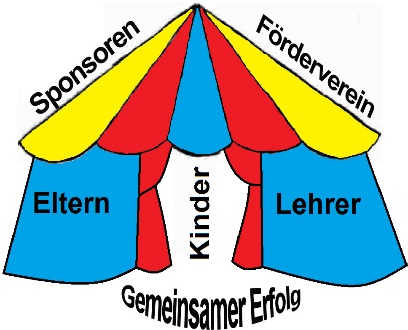 Sponsoren
Förderverein
Eltern
Kinder
Lehrer
Gemeinsamer Erfolg